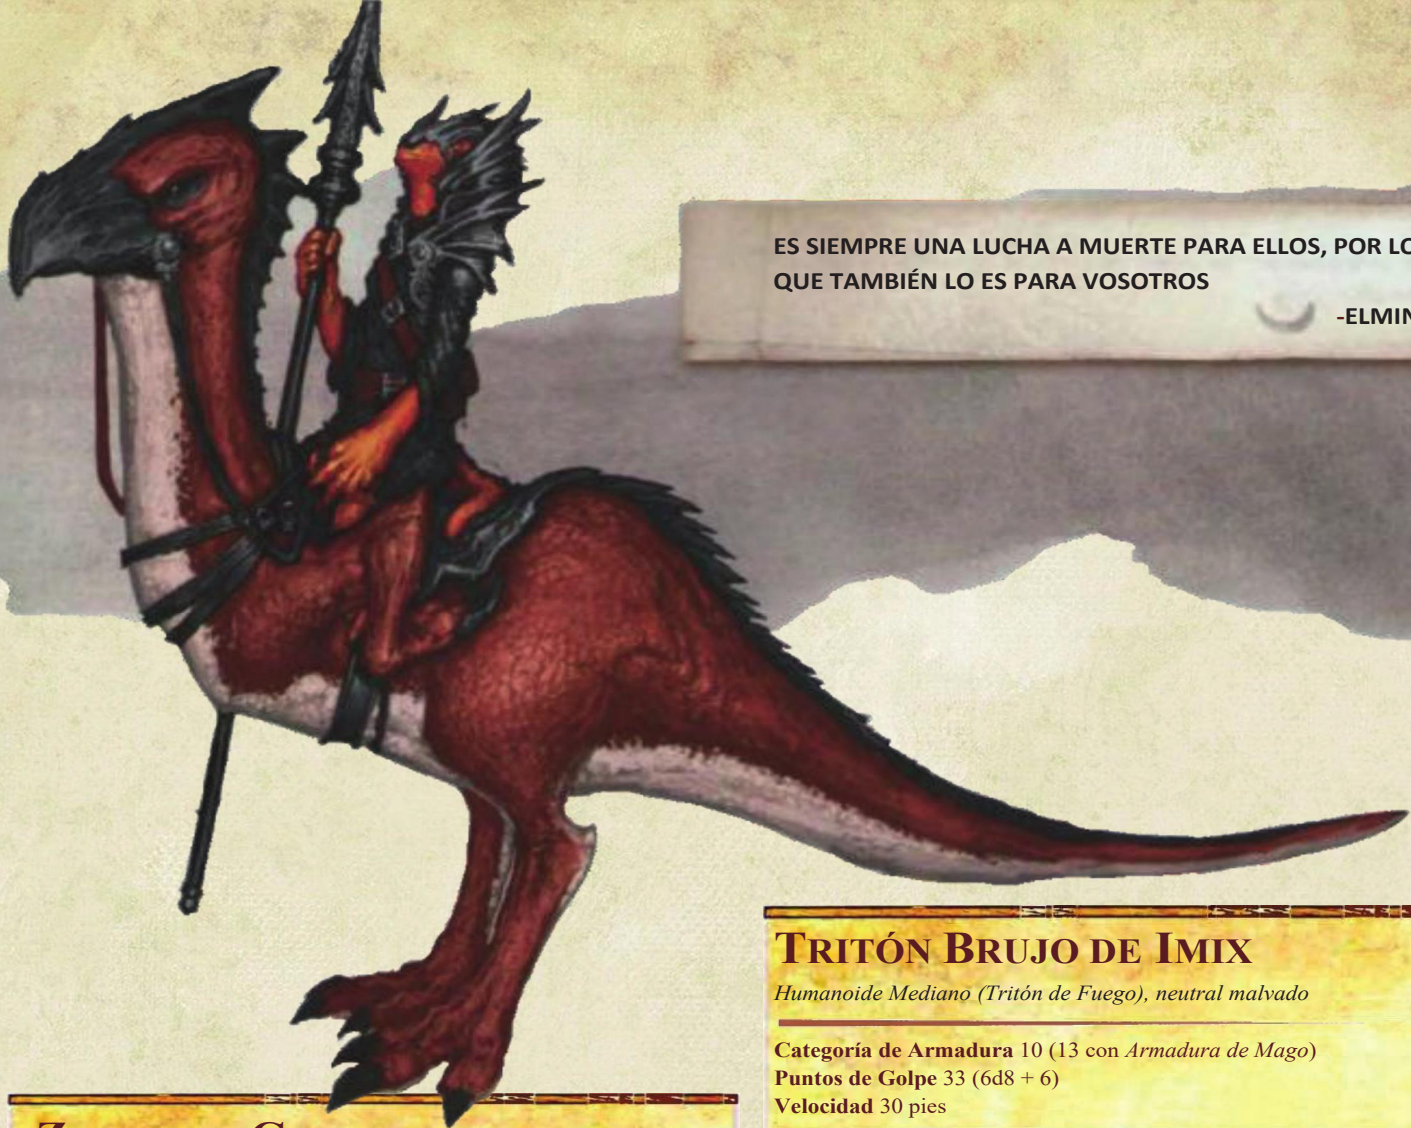 ES SIEMPRE UNA LUCHA A MUERTE PARA ELLOS, POR LO
QUE TAMBIÉN LO ES PARA VOSOTROS
TRITÓN BRUJO DE IMIX
Humanoide Mediano (Tritón de Fuego), neutral malvado
Categoría de Armadura 10 (13 con Armadura de Mago)
Puntos de Golpe 33 (6d8 + 6)
Velocidad 30 pies